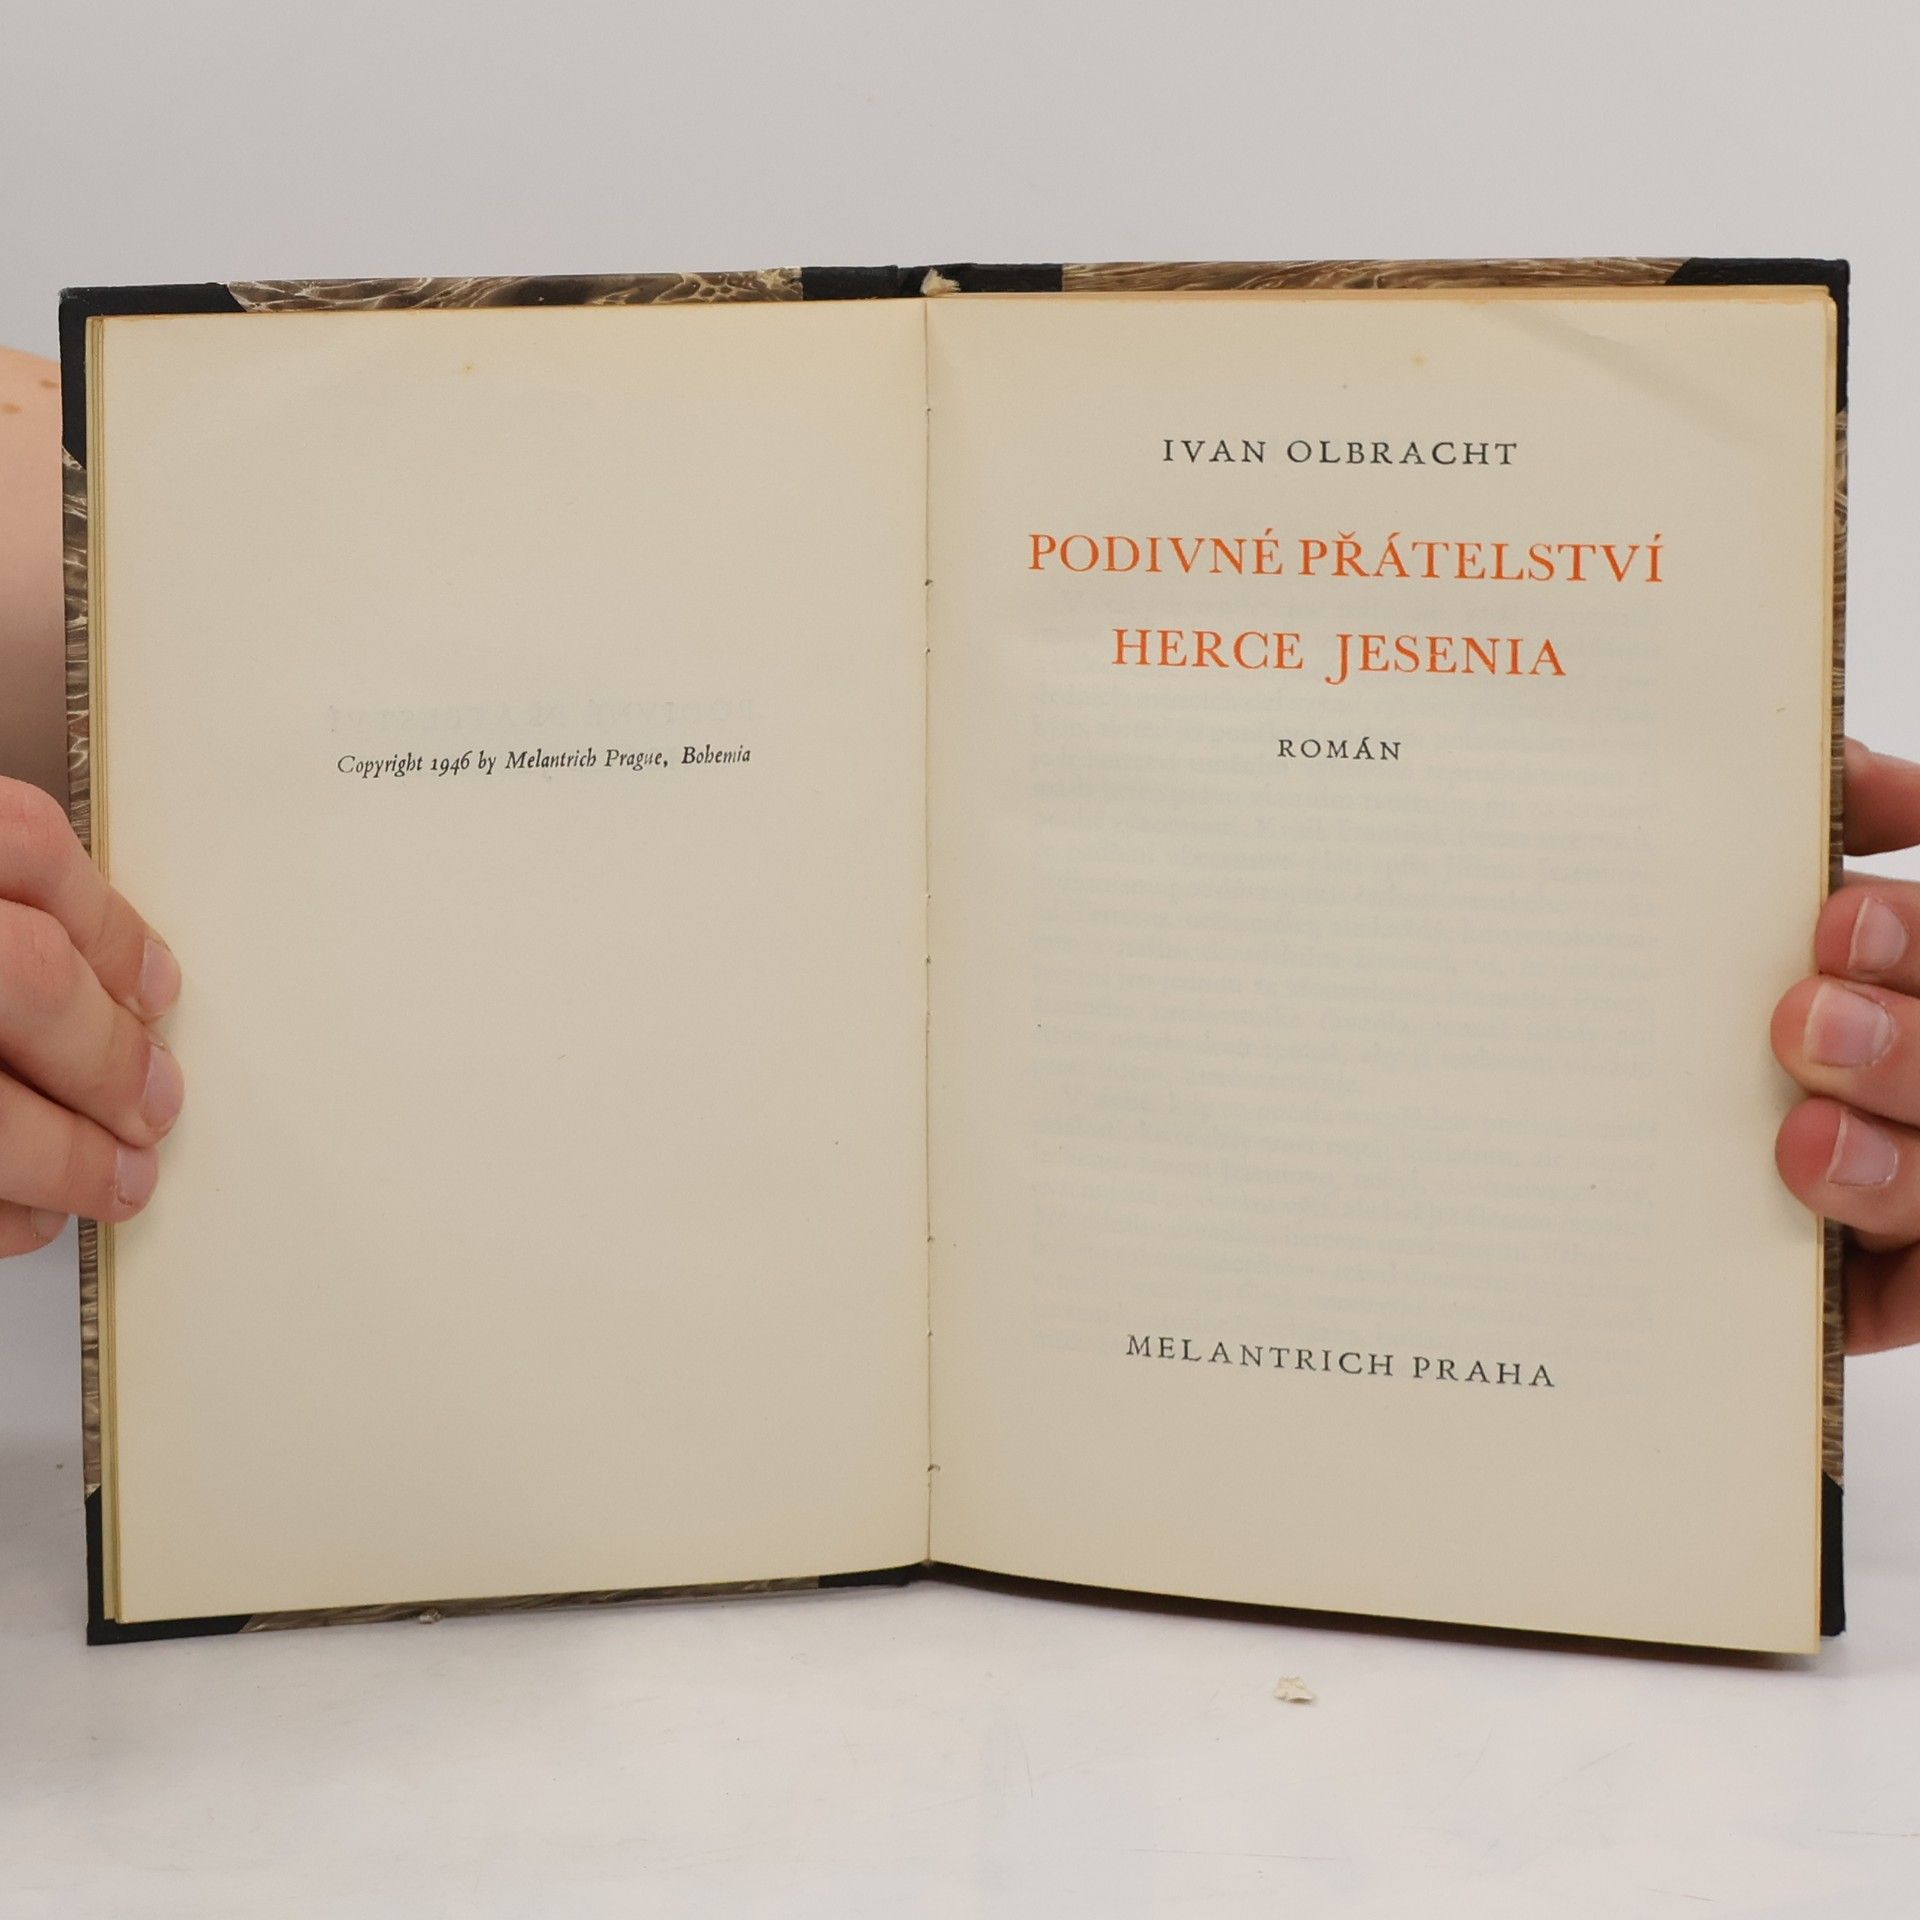 Copyright 1946 by Melantrich Prague, Bohemia
IVAN OLBRACHT
PODIVNÉ PŘÁTELSTVÍ
HERCE JESENIA
ROMÁN
MELANTRICH PRAHA